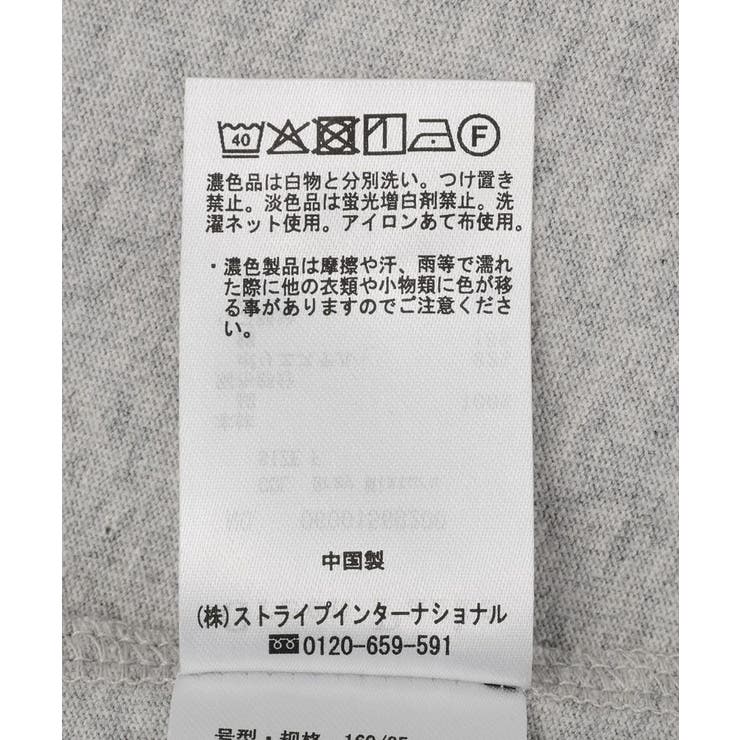 40 F
濃色品は白物と分別洗い。つけ置き
禁止。淡色品は蛍光増白剤禁止。洗
濯ネット使用。アイロンあて布使用。
・濃色製品は摩擦や汗、雨等で濡れ
た際に他の衣類や小物類に色が移
る事がありますのでご注意くださ
い。
中国製
(株)ストライプインターナショナル
0120-659-591
号型・规格